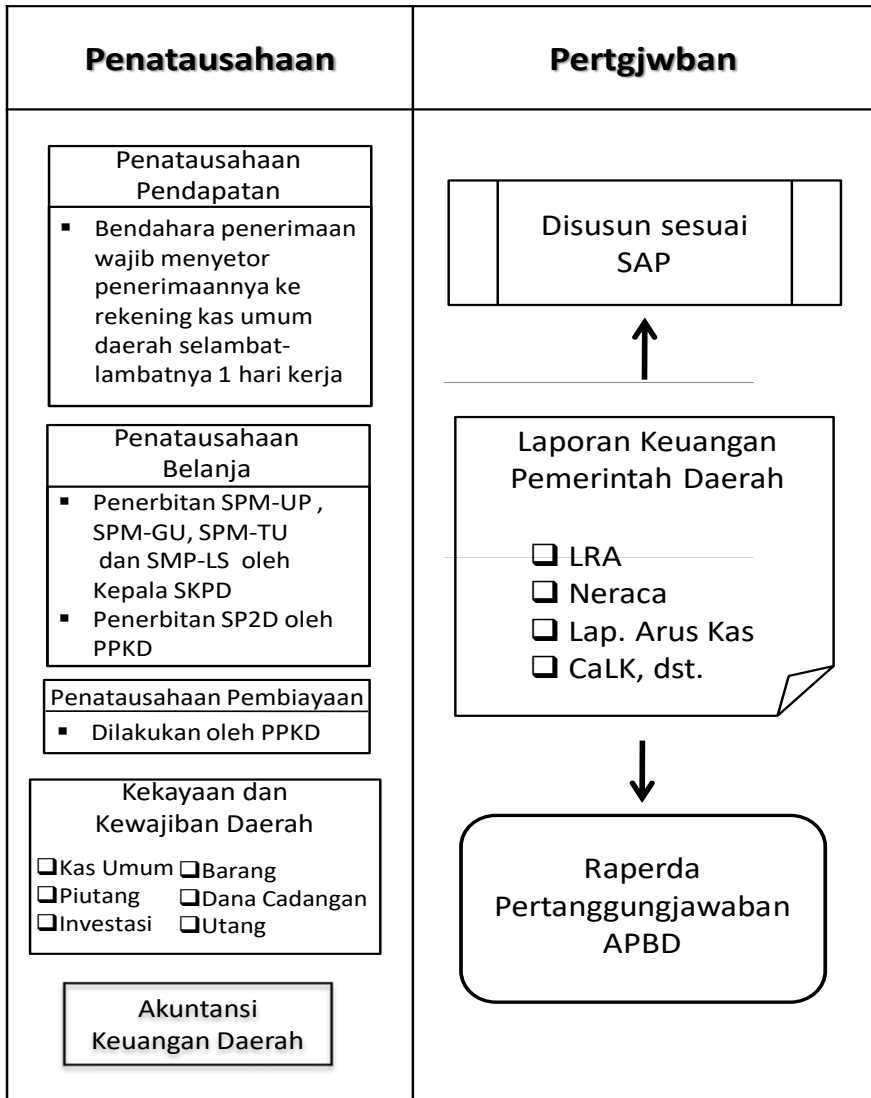 Penatausahaan
Penatausahaan
Pendapatan
▪ Bendahara penerimaan
wajib menyetor
penerimaannya ke
rekening kas umum
daerah selambat-
lambatnya 1 hari kerja
Penatausahaan
Belanja
▪ Penerbitan SPM-UP ,
SPM-GU, SPM-TU
dan SMP-LS oleh
Kepala SKPD
▪ Penerbitan SP2D oleh
PPKD
Penatausahaan Pembiayaan
▪ Dilakukan oleh PPKD
Kekayaan dan
Kewajiban Daerah
❑Kas Umum ❑Barang
❑Piutang ❑Dana Cadangan
❑Investasi ❑Utang
Akuntansi
Keuangan Daerah
Pertgjwban
Disusun sesuai
SAP
Laporan Keuangan
Pemerintah Daerah
❑ LRA
❑ Neraca
❑ Lap. Arus Kas
❑ CaLK, dst.
Raperda
Pertanggungjawaban
APBD